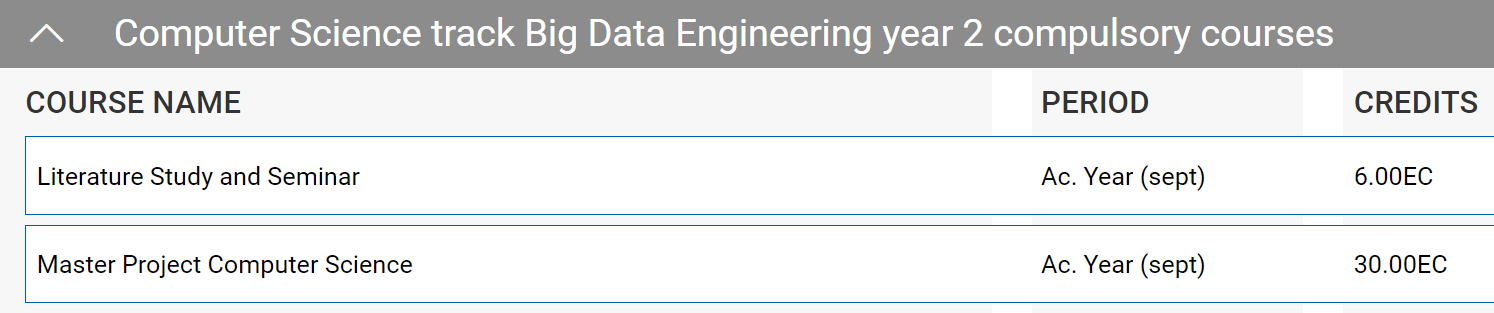 Computer Science track Big Data Engineering year 2 compulsory courses
COURSE NAME PERIOD CREDITS
Literature Study and Seminar Ac. Year (sept) 6.00EC
Master Project Computer Science Ac. Year (sept) 30.00EC